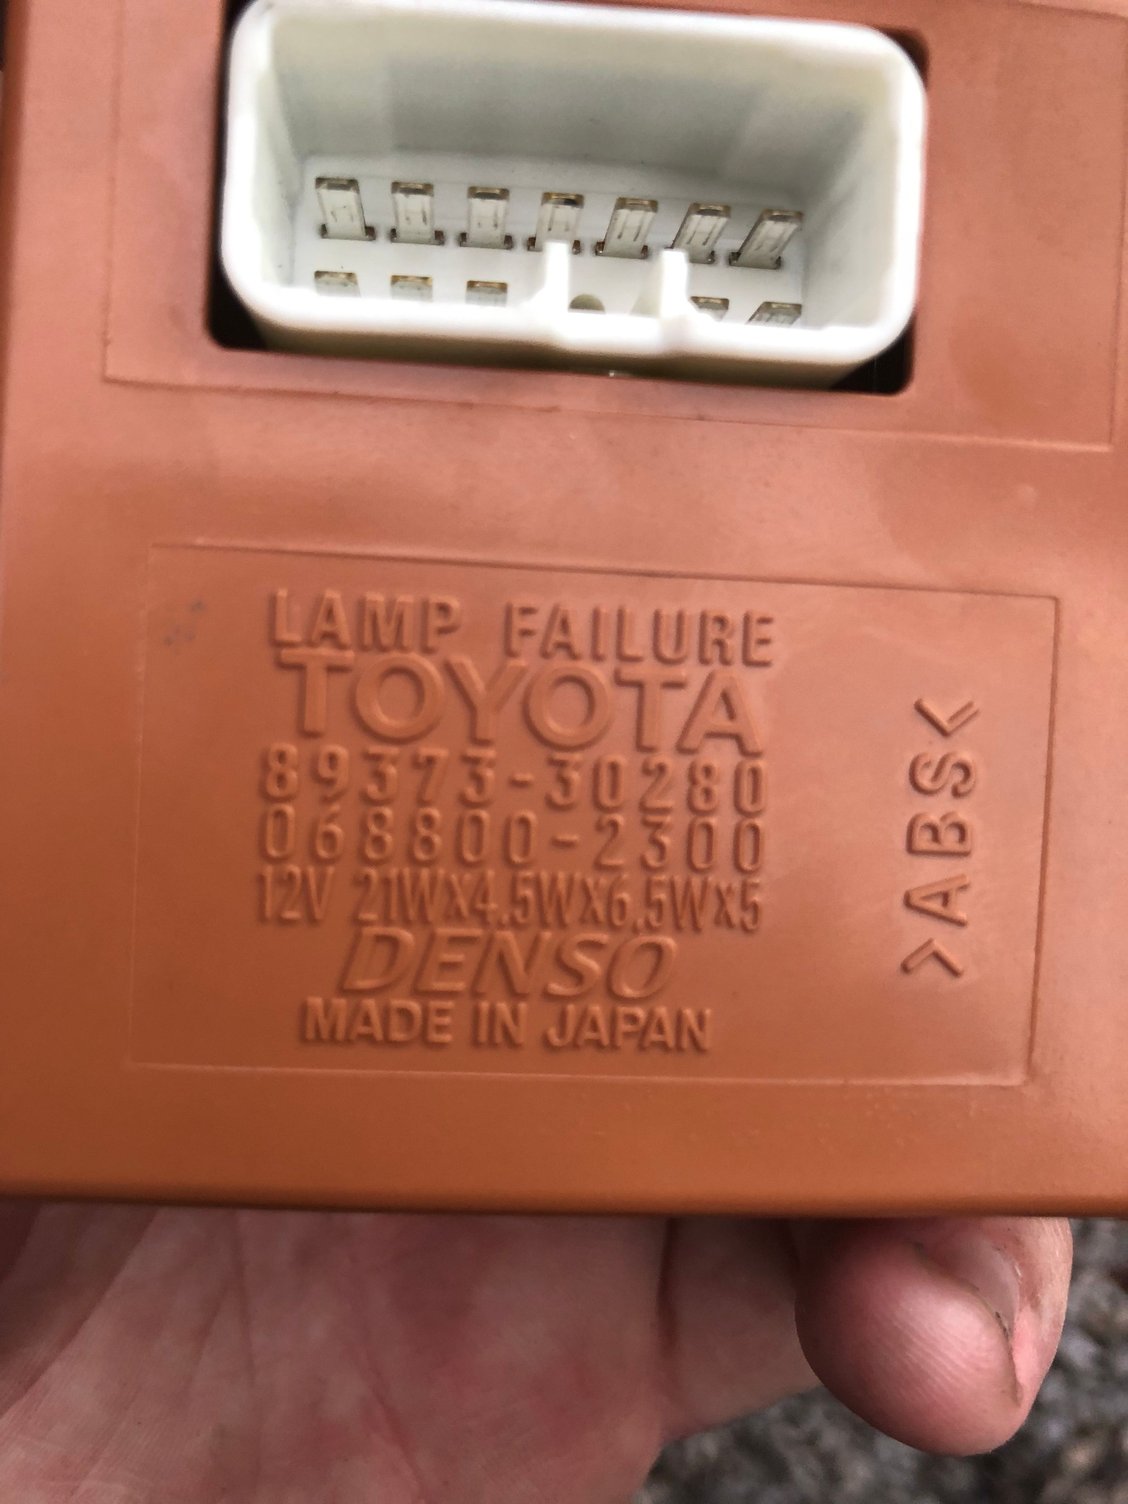 LAMP FAILURE
TOYOTA
89373-30280
068800-2300
12V 21Wx4.5Wx6.5Wx5
DENSO
MADE IN JAPAN
>ABS<